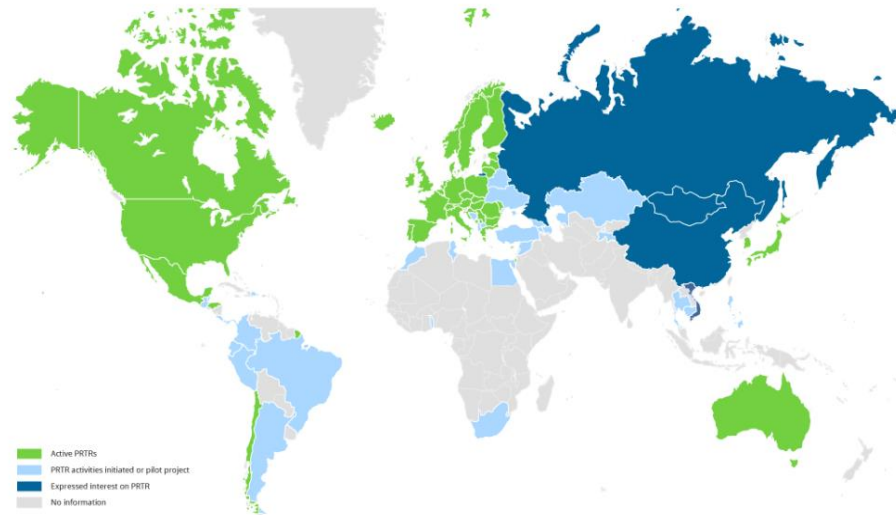 Active PRTRs
PRTR activities initiated or pilot project
Expressed interest on PRTR
No information